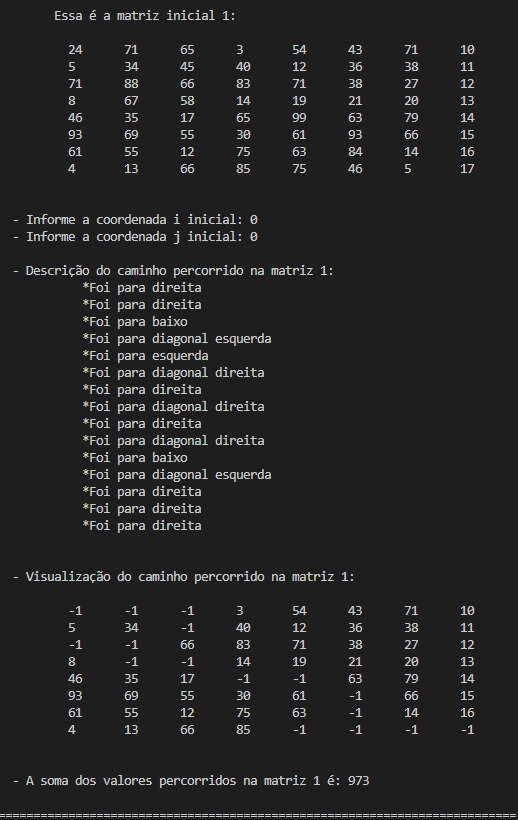 Essa é a matriz inicial 1:
24 71 65 3 54 43 71 10
5 34 45 40 12 36 38 11
71 88 66 83 71 38 27 12
8 67 58 14 19 21 20 13
46 35 17 65 99 63 79 14
93 69 55 30 61 93 66 15
61 55 12 75 63 84 14 16
4 13 66 85 75 46 5 17
- Informe a coordenada i inicial: 0
- Informe a coordenada j inicial: 0
- Descrição do caminho percorrido na matriz 1:
*Foi para direita
*Foi para direita
*Foi para baixo
*Foi para diagonal esquerda
*Foi para esquerda
*Foi para diagonal direita
*Foi para direita
*Foi para diagonal direita
*Foi para direita
*Foi para diagonal direita
*Foi para baixo
*Foi para diagonal esquerda
*Foi para direita
*Foi para direita
*Foi para direita
- Visualização do caminho percorrido na matriz 1:
-1 -1 -1 3 54 43 71 10
5 34 -1 40 12 36 38 11
-1 -1 66 83 71 38 27 12
8 -1 -1 14 19 21 20 13
46 35 17 -1 -1 63 79 14
93 69 55 30 61 -1 66 15
61 55 12 75 63 -1 14 16
4 13 66 85 -1 -1 -1 -1
- A soma dos valores percorridos na matriz 1 é: 973
==========================================================================